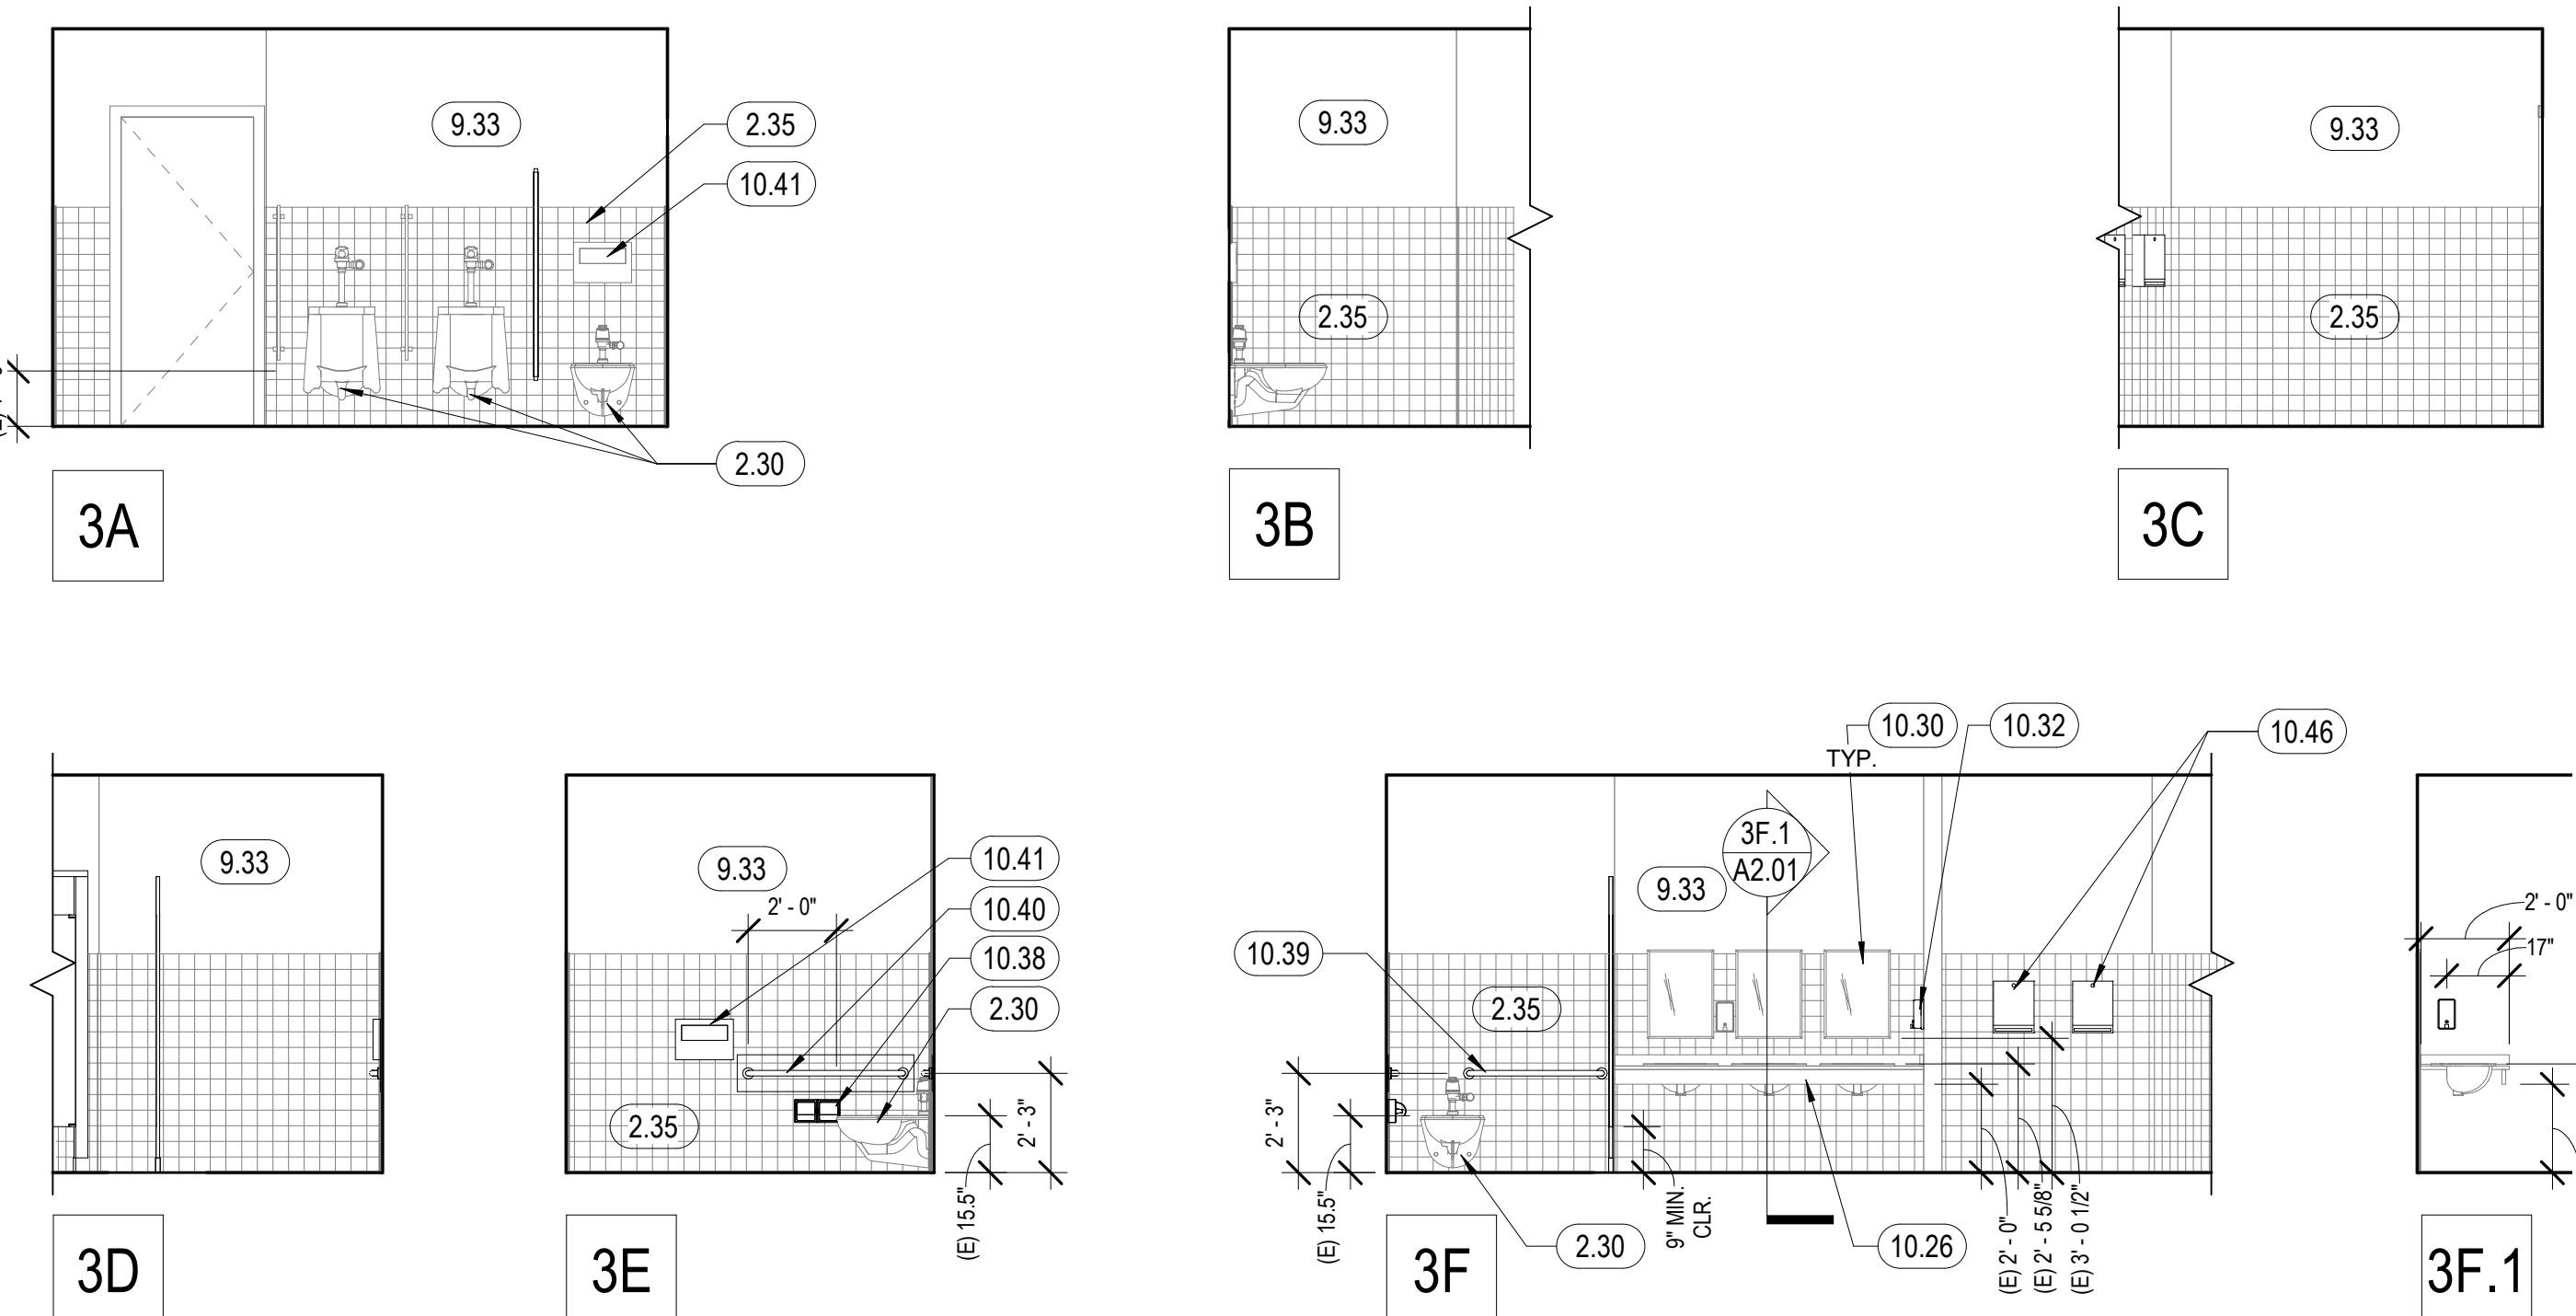 9.33
2.35
10.41
2.30
3A
9.33
2.35
3B
9.33
2.35
3C
9.33
3D
9.33
2' - 0"
10.41
10.40
10.38
2.30
2.35
(E) 15.5"
2' - 3"
3E
10.30
TYP.
10.32
10.46
3F.1
A2.01
9.33
10.39
2.35
2' - 3"
(E) 15.5"
2.30
9" MIN.
CLR.
10.26
(E) 2' - 0"
(E) 2' - 5 5/8"
(E) 3' - 0 1/2"
3F
2' - 0"
17"
3F.1